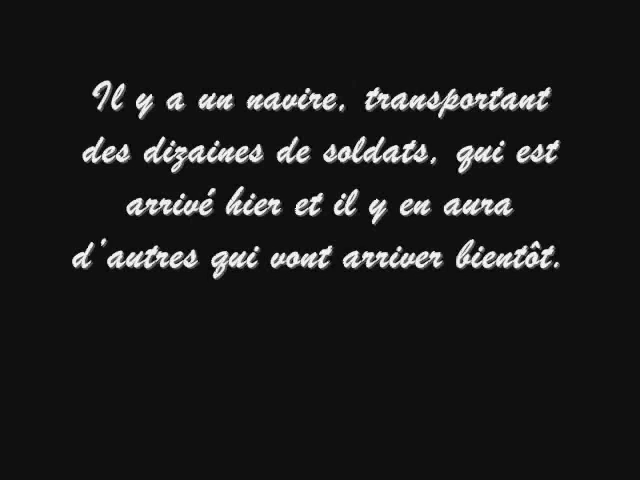 Il y a un navire, transportant
des dizaines de soldats, qui est
arrivé hier et il y en aura
d'autres qui vont arriver bientôt.